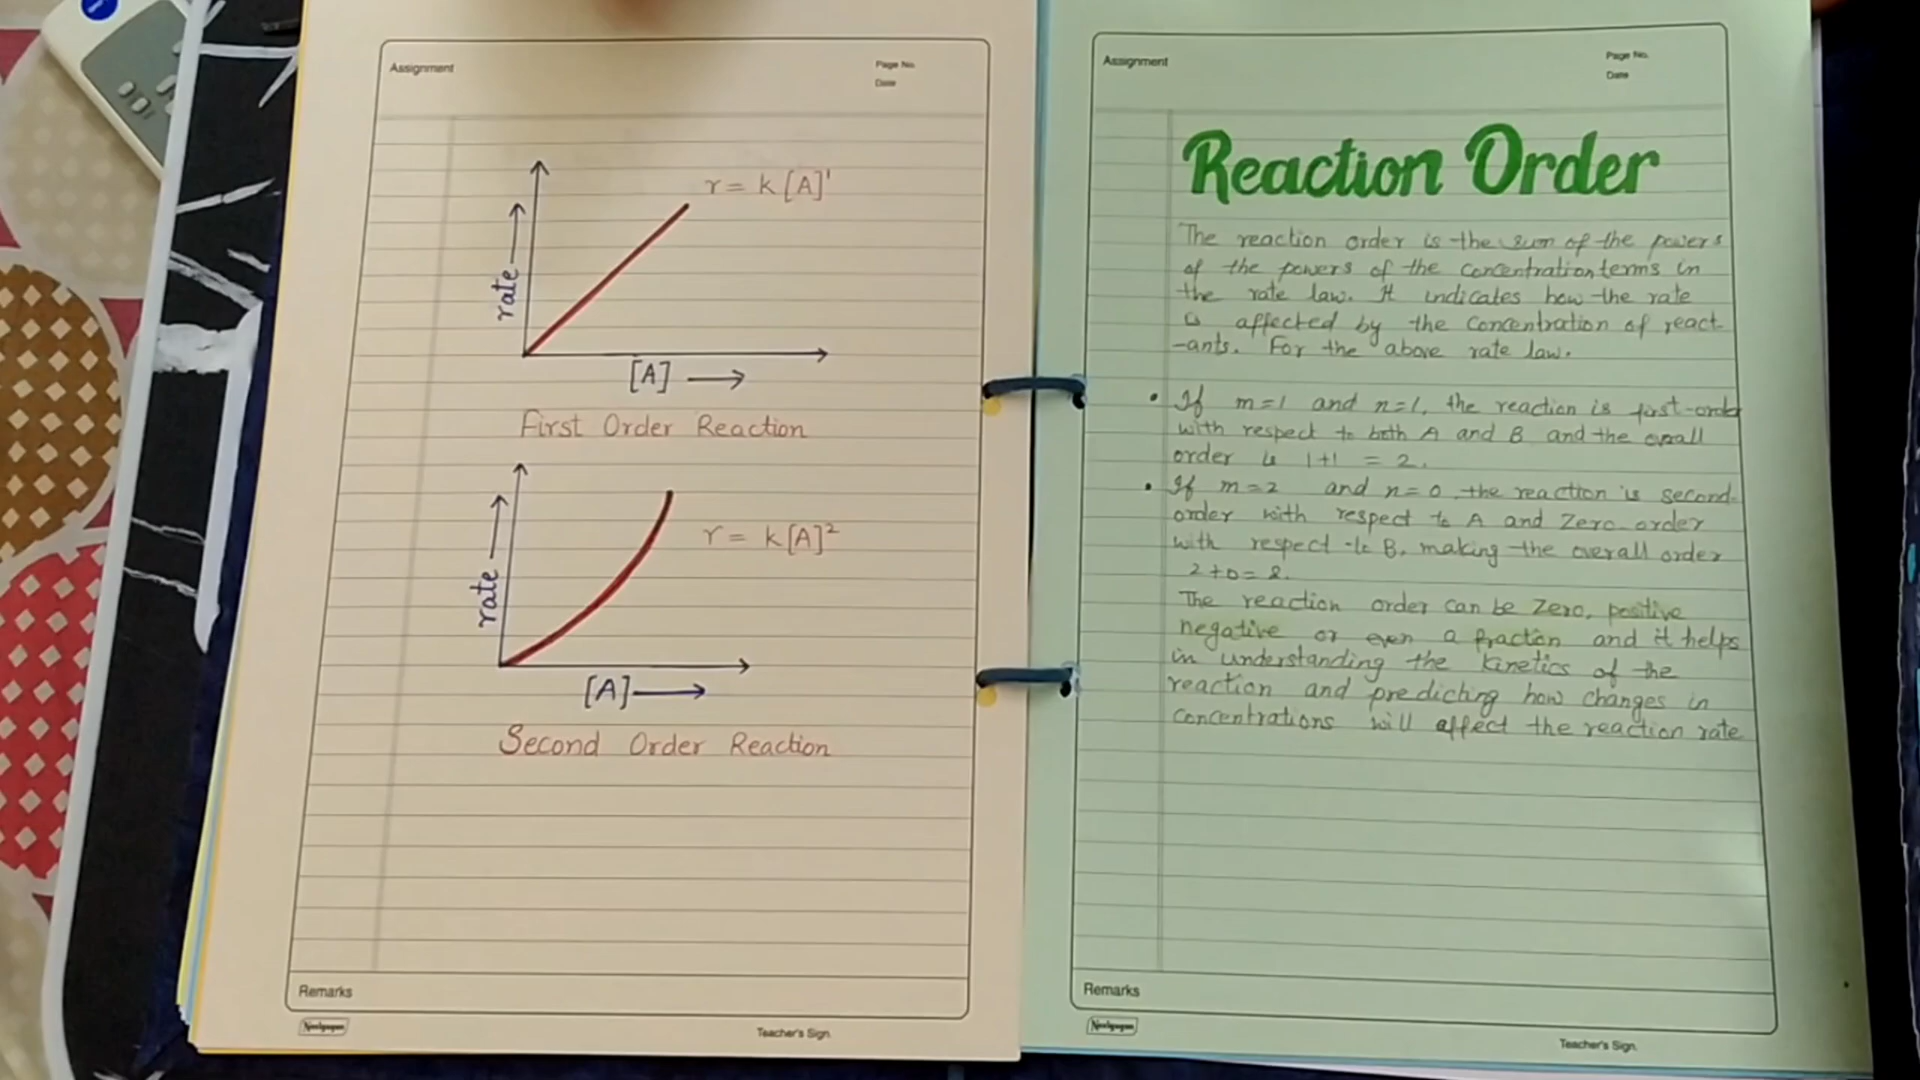 Assignment
Page No.
Date
r = k[A]¹
rate
[A]
First Order Reaction
r = k[A]²
rate
[A]
Second Order Reaction
Remarks
Neelgagan
Teacher's Sign.
Assignment
Page No.
Date
Reaction Order
The reaction order is the sum of the powers
of the powers of the concentration terms in
the rate law. It indicates how the rate
is affected by the concentration of react
-ants. For the above rate law.
• If m=1 and n=1, the reaction is first-order
with respect to both A and B and the
order is 1+1 = 2.
• If m=2 and n=0, the reaction is second
order with respect to A and Zero order
with respect to B, making the overall order
2+0=2.
The reaction order can be Zero, positive
negative or even a fraction and it helps
in understanding the kinetics of the
reaction and predicting how changes in
concentrations will affect the reaction rate
Remarks
Neelgagan
Teacher's Sign.